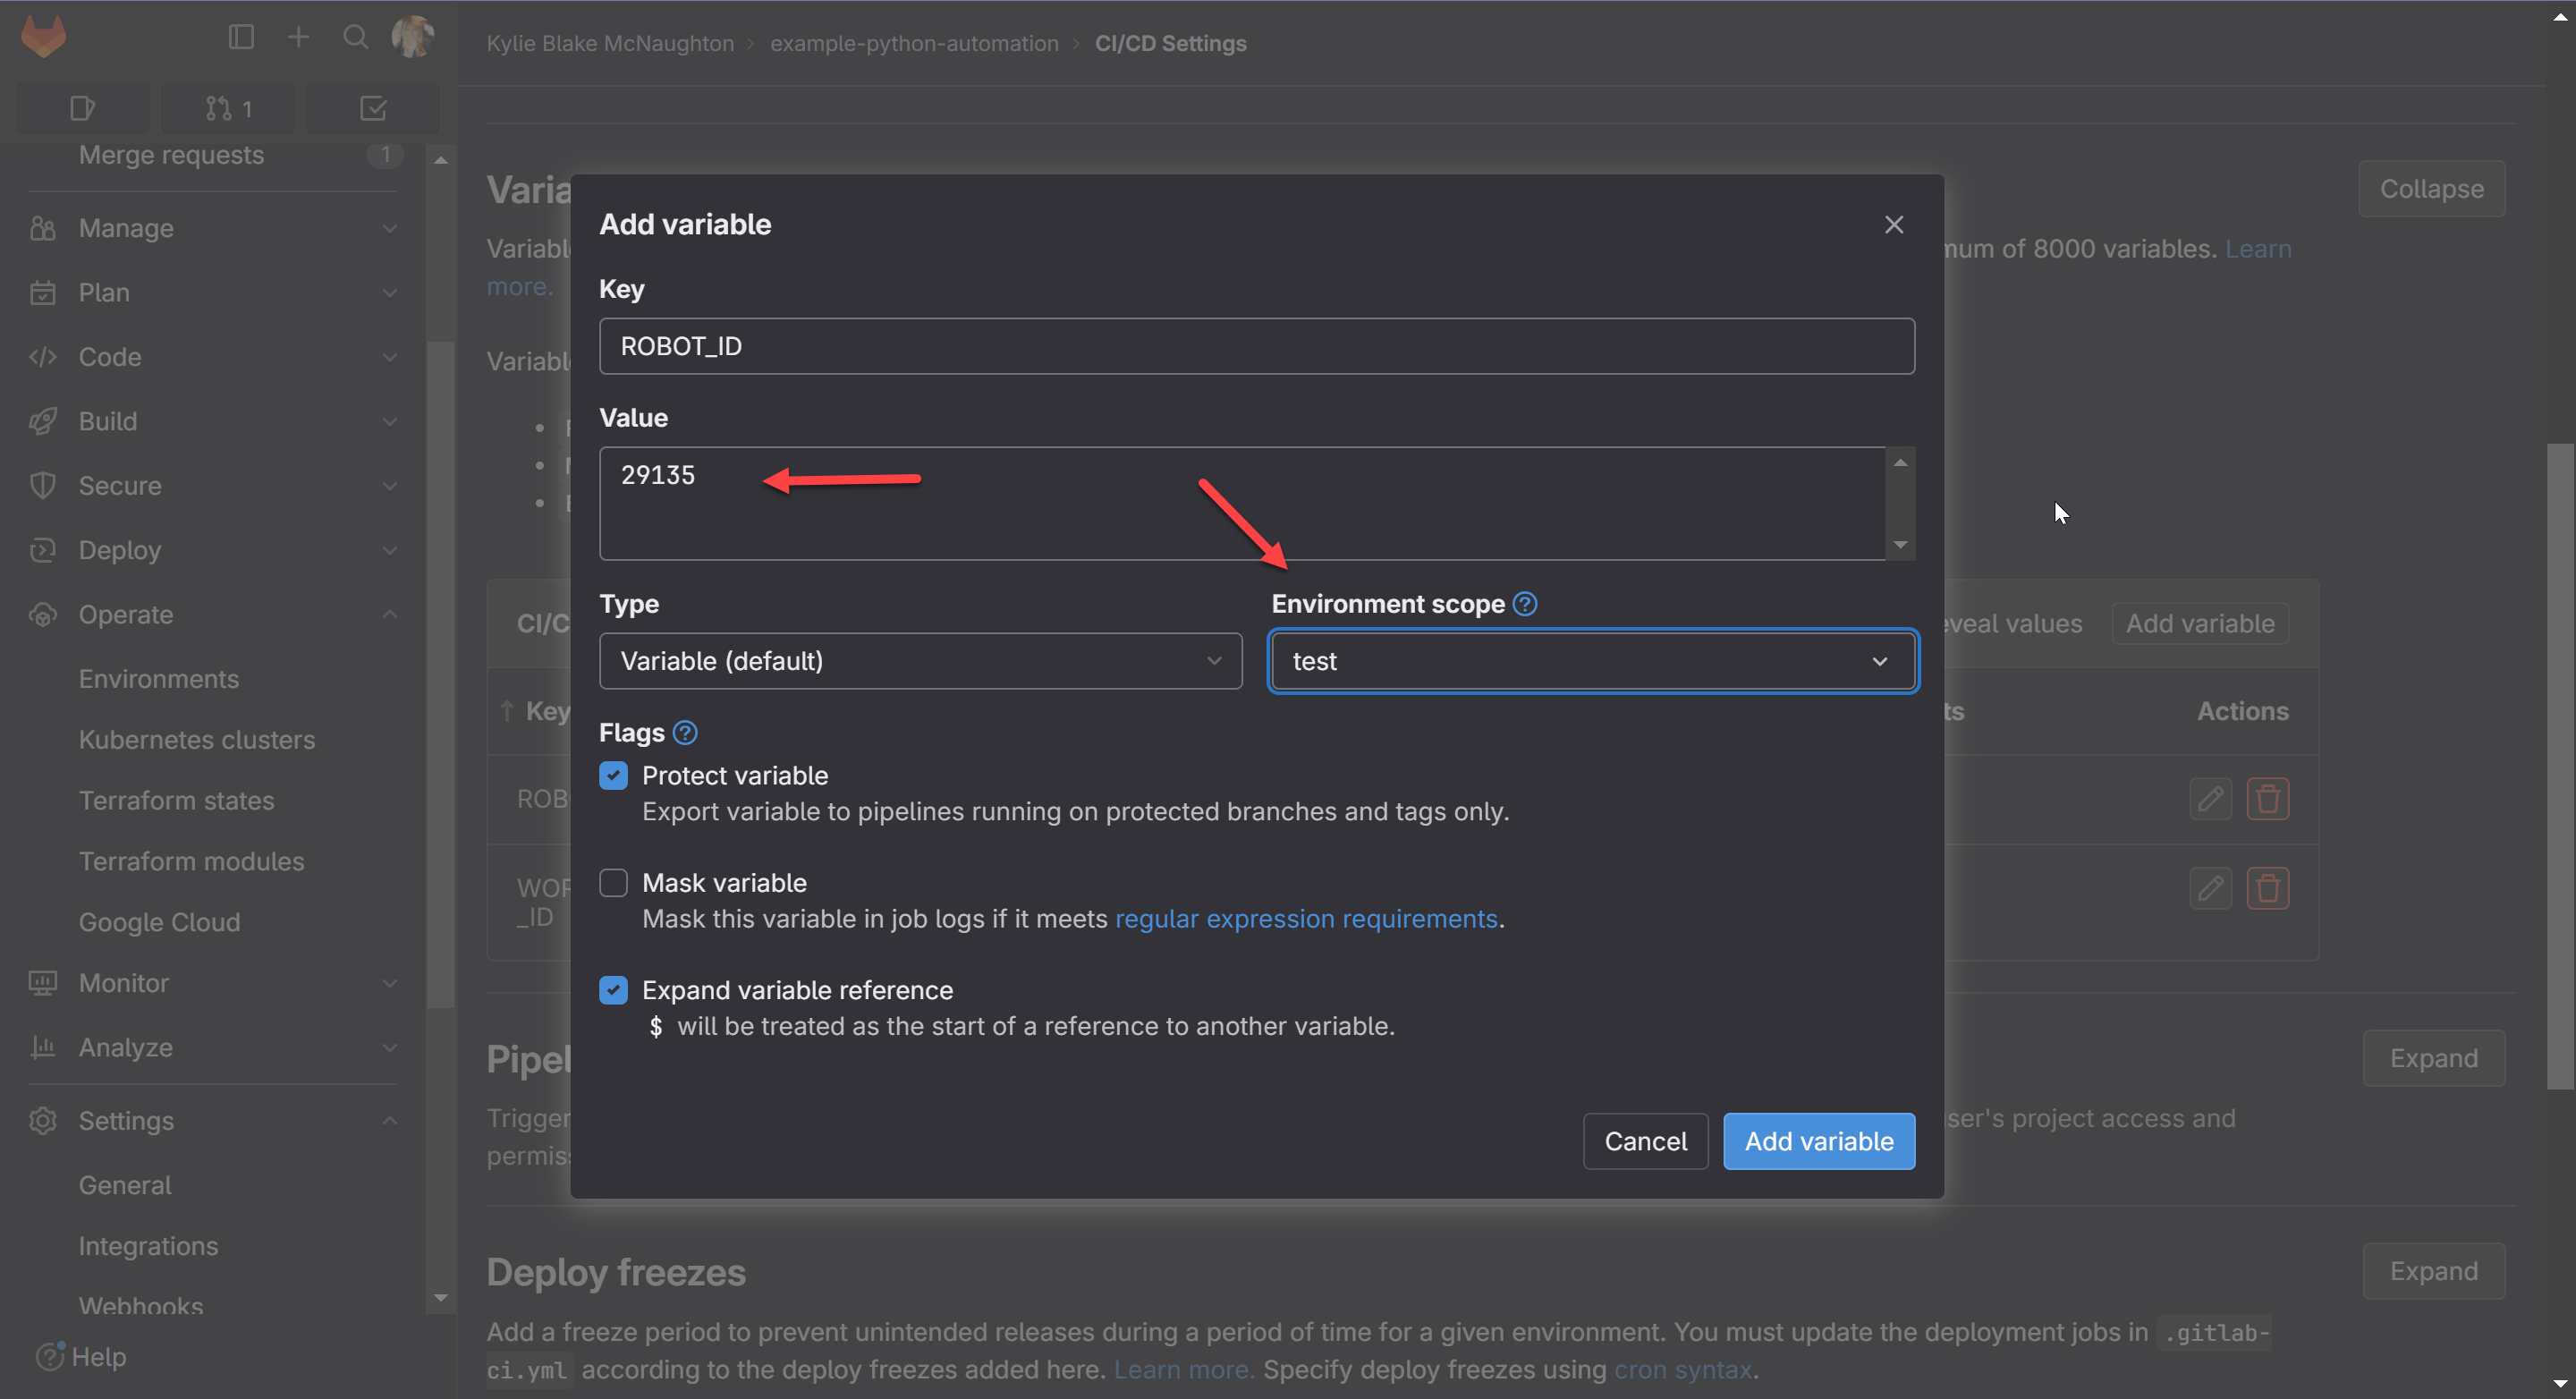 Kylie Blake McNaughton > example-python-automation > CI/CD Settings
1
Merge requests 1
Manage
Plan
Code
Build
Secure
Deploy
Operate
Environments
Kubernetes clusters
Terraform states
Terraform modules
Google Cloud
Monitor
Analyze
Settings
General
Integrations
Webhooks
Help
Collapse
mum of 8000 variables. Learn
more.
Add variable
Key
ROBOT_ID
Value
29135
Type
Variable (default)
Environment scope
test
Flags
Protect variable
Export variable to pipelines running on protected branches and tags only.
Mask variable
Mask this variable in job logs if it meets regular expression requirements.
Expand variable reference
$ will be treated as the start of a reference to another variable.
Cancel
Add variable
CI/C
eveal values
Add variable
↑ Key
ts
Actions
ROB
WOR
_ID
Pipel
Expand
Trigger
ser's project access and
permis
Deploy freezes
Expand
Add a freeze period to prevent unintended releases during a period of time for a given environment. You must update the deployment jobs in .gitlab-
ci.yml according to the deploy freezes added here. Learn more. Specify deploy freezes using cron syntax.